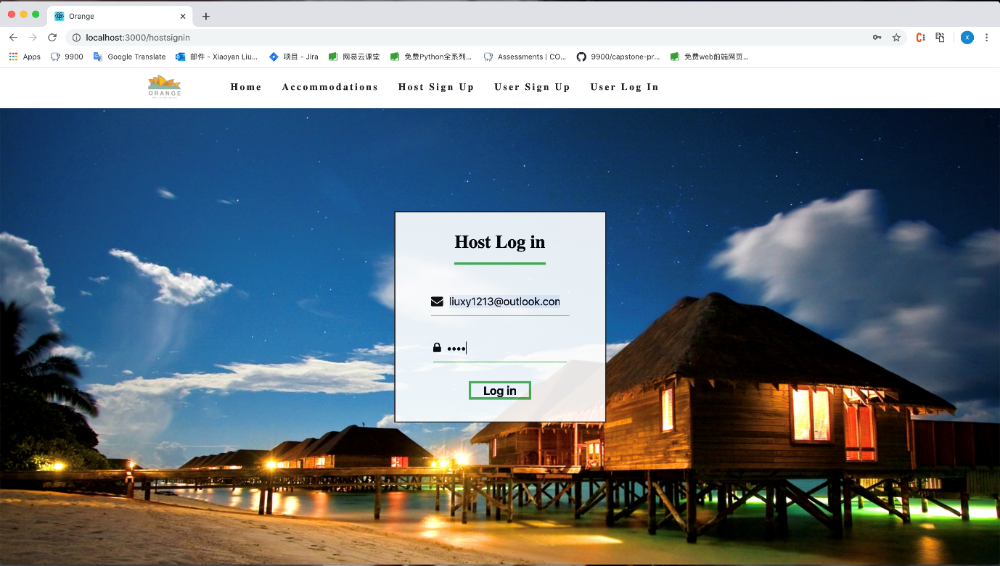 Orange
localhost:3000/hostsignin
Apps 9900 Google Translate 邮件 - Xiaoyan Liu... 项目 - Jira 网易云课堂 免费Python全系列... Assessments | CO... 9900/capstone-pr... 免费web前端网页...
ORANGE
Home Accommodations Host Sign Up User Sign Up User Log In
Host Log in
liuxy1213@outlook.con
••••
Log in